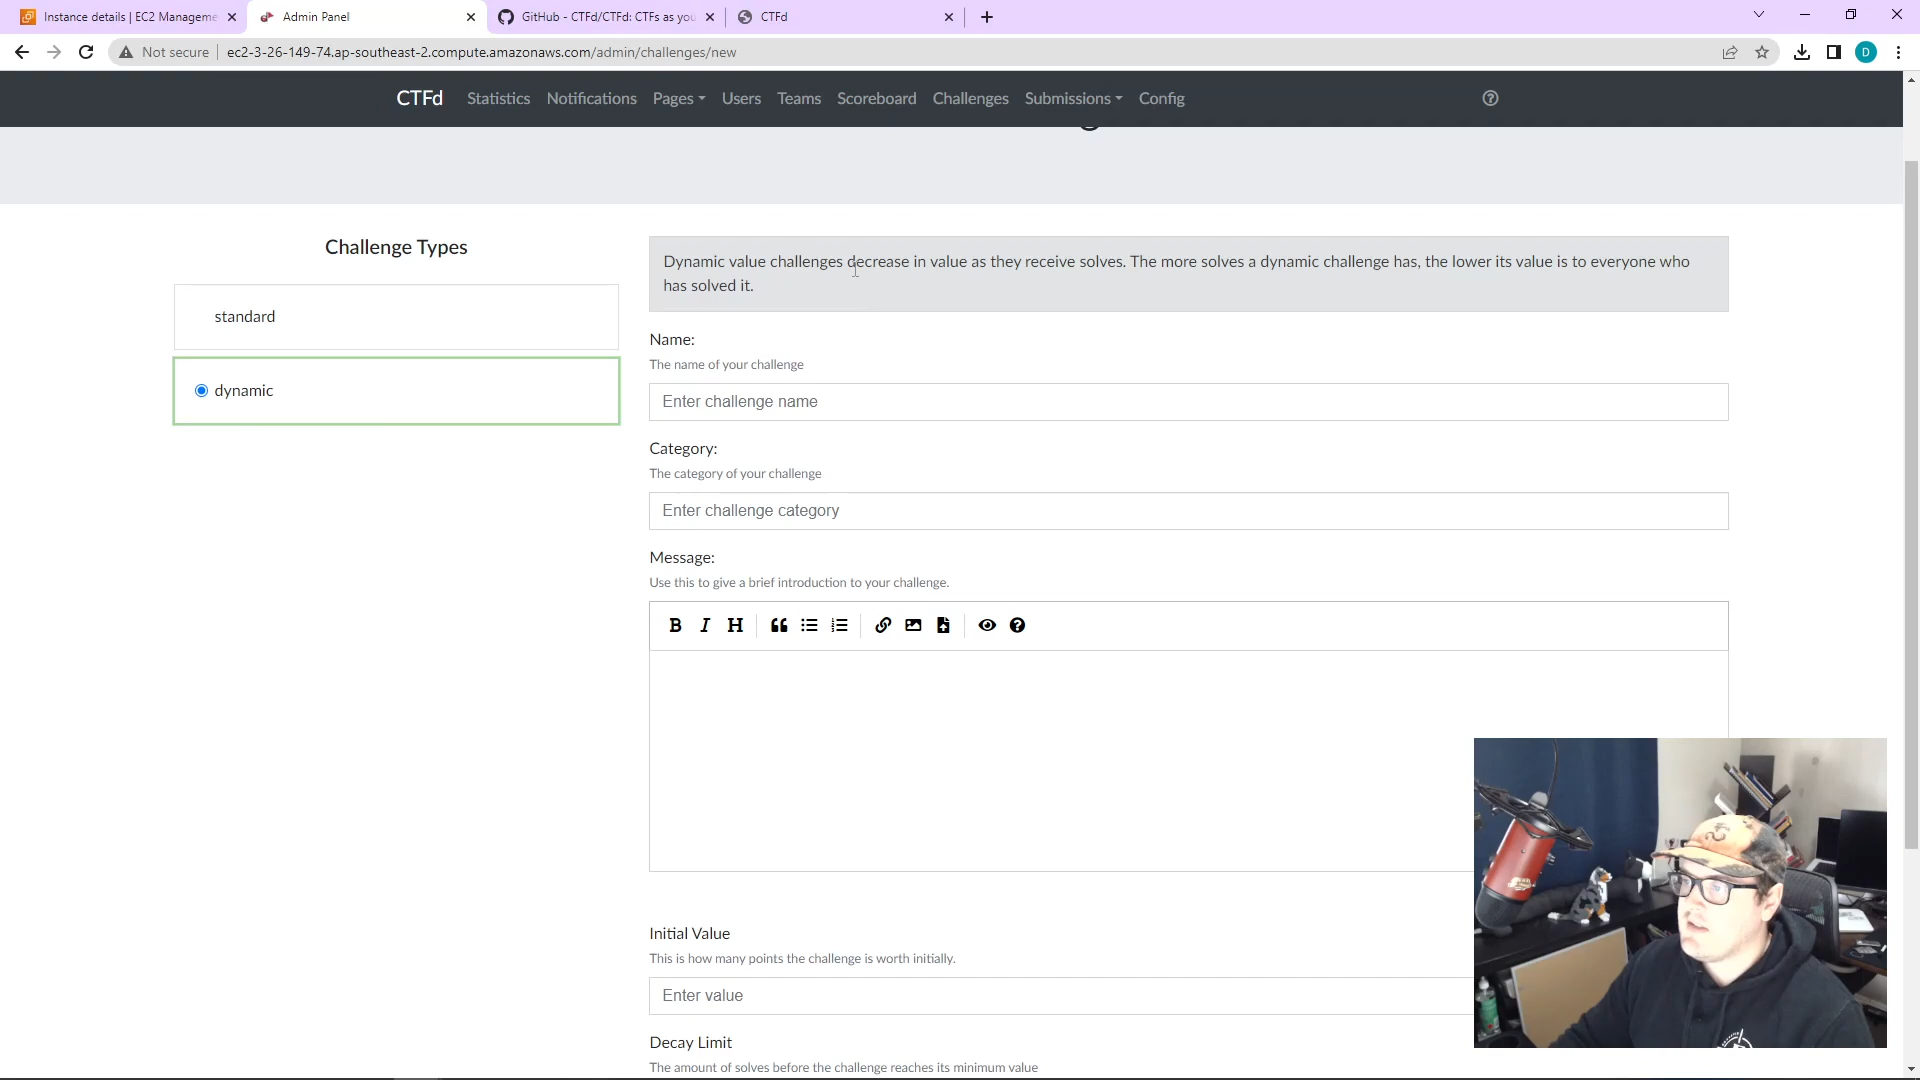 Instance details | EC2 Manageme
Admin Panel
GitHub - CTFd/CTFd: CTFs as you
CTFd
Not secure
ec2-3-26-149-74.ap-southeast-2.compute.amazonaws.com/admin/challenges/new
D
CTFd
Statistics
Notifications
Pages
Users
Teams
Scoreboard
Challenges
Submissions
Config
Challenge Types
standard
dynamic
Dynamic value challenges decrease in value as they receive solves. The more solves a dynamic challenge has, the lower its value is to everyone who
has solved it.
Name:
The name of your challenge
Enter challenge name
Category:
The category of your challenge
Enter challenge category
Message:
Use this to give a brief introduction to your challenge.
B I H
Initial Value
This is how many points the challenge is worth initially.
Enter value
Decay Limit
The amount of solves before the challenge reaches its minimum value